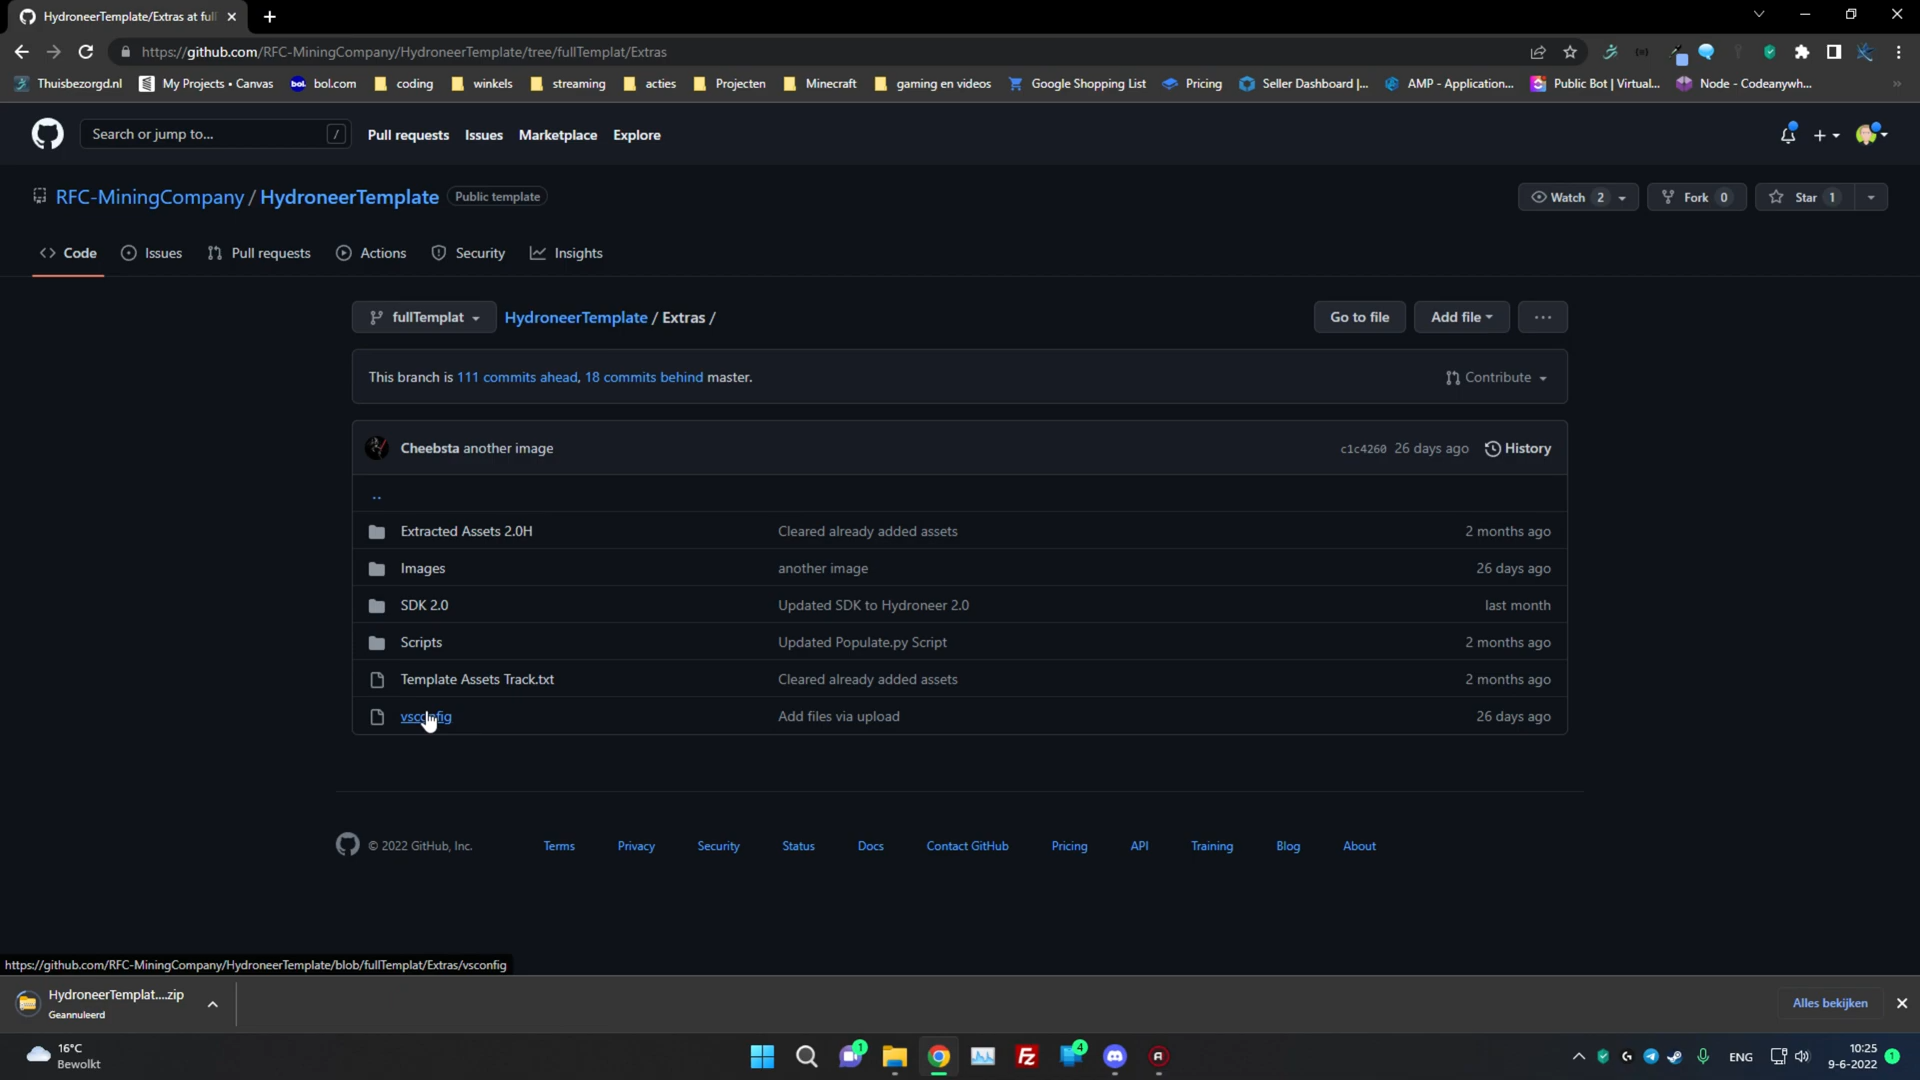 HydroneerTemplate/Extras at full
https://github.com/RFC-MiningCompany/HydroneerTemplate/tree/fullTemplat/Extras
Thuisbezorgd.nl My Projects • Canvas bol.com coding winkels streaming acties Projecten Minecraft gaming en videos Google Shopping List Pricing Seller Dashboard |... AMP - Application... Public Bot | Virtual... Node - Codeanywh... »
Search or jump to... / Pull requests Issues Marketplace Explore
RFC-MiningCompany / HydroneerTemplate Public template Watch 2 Fork 0 Star 1
Code Issues Pull requests Actions Security Insights
fullTemplat HydroneerTemplate / Extras / Go to file Add file ...
This branch is 111 commits ahead, 18 commits behind master. Contribute
Cheebsta another image c1c4260 26 days ago History
..
Extracted Assets 2.0H Cleared already added assets 2 months ago
Images another image 26 days ago
SDK 2.0 Updated SDK to Hydroneer 2.0 last month
Scripts Updated Populate.py Script 2 months ago
Template Assets Track.txt Cleared already added assets 2 months ago
vsconfig Add files via upload 26 days ago
© 2022 GitHub, Inc. Terms Privacy Security Status Docs Contact GitHub Pricing API Training Blog About
https://github.com/RFC-MiningCompany/HydroneerTemplate/blob/fullTemplat/Extras/vsconfig
HydroneerTemplat....zip
Geannuleerd
Alles bekijken
16°C
Bewolkt
1
4
ENG
10:25
9-6-2022
1